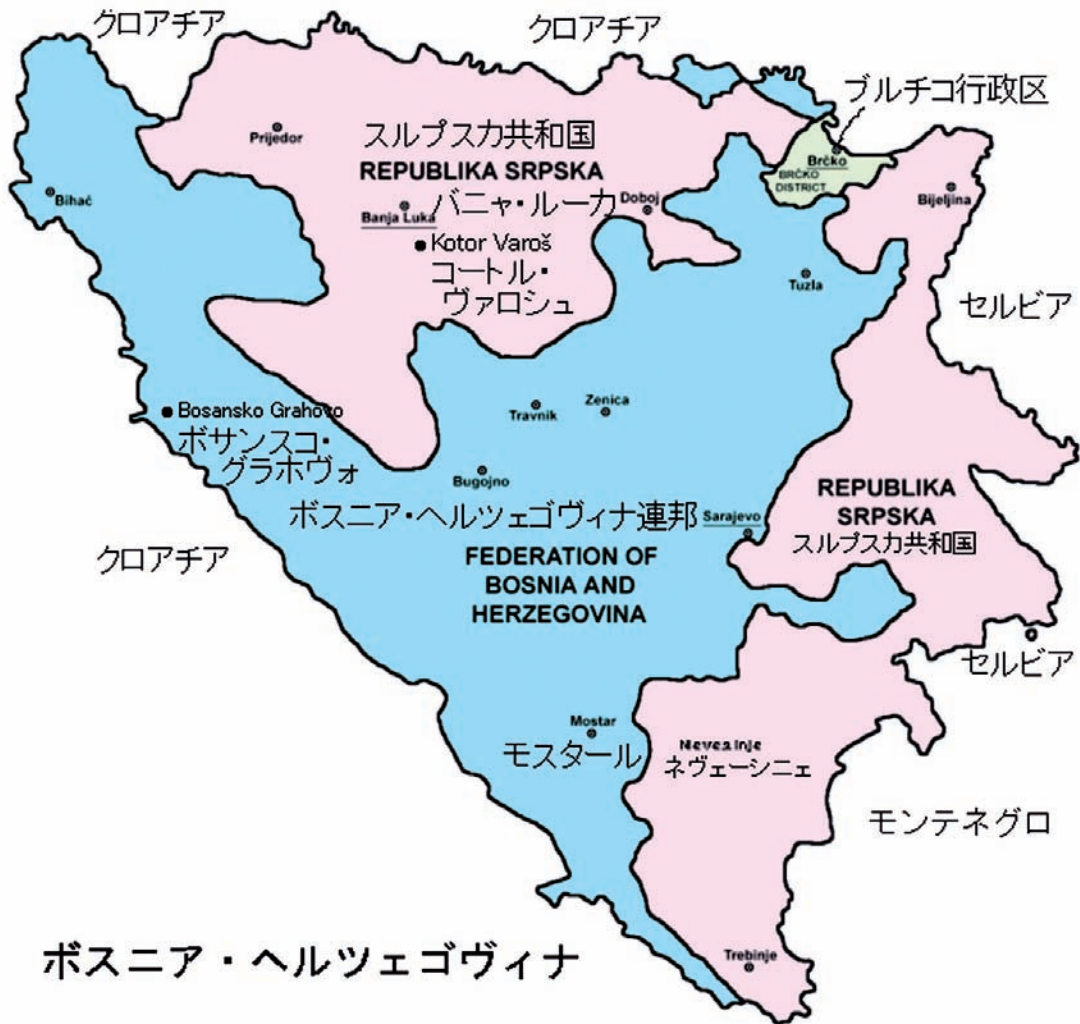 クロアチア
クロアチア
ブルチコ行政区
Prijedor
スルプスカ共和国
REPUBLIKA SRPSKA
Brčko
BRČKO
DISTRICT
Bihać
Banja Luka
バニャ・ルーカ
Doboj
Bijeljina
Kotor Varoš
コートル・
ヴァロシュ
Tuzla
セルビア
Bosansko Grahovo
ボサンスコ・
グラホヴォ
Travnik
Zenica
Bugojno
ボスニア・ヘルツェゴヴィナ連邦
Sarajevo
REPUBLIKA
SRPSKA
スルプスカ共和国
クロアチア
FEDERATION OF
BOSNIA AND
HERZEGOVINA
セルビア
Mostar
モスタール
Nevesinje
ネヴェーシニェ
モンテネグロ
ボスニア・ヘルツェゴヴィナ
Trebinje